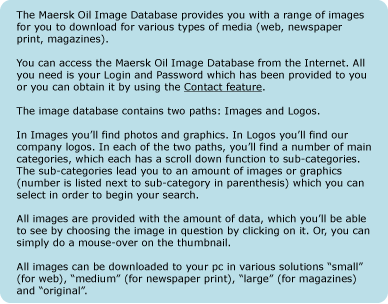 The Maersk Oil Image Database provides you with a range of images
for you to download for various types of media (web, newspaper
print, magazines).
You can access the Maersk Oil Image Database from the Internet. All
you need is your Login and Password which has been provided to you
or you can obtain it by using the Contact feature.
The image database contains two paths: Images and Logos.
In Images you’ll find photos and graphics. In Logos you’ll find our
company logos. In each of the two paths, you’ll find a number of main
categories, which each has a scroll down function to sub-categories.
The sub-categories lead you to an amount of images or graphics
(number is listed next to sub-category in parenthesis) which you can
select in order to begin your search.
All images are provided with the amount of data, which you’ll be able
to see by choosing the image in question by clicking on it. Or, you can
simply do a mouse-over on the thumbnail.
All images can be downloaded to your pc in various solutions “small”
(for web), “medium” (for newspaper print), “large” (for magazines)
and “original”.